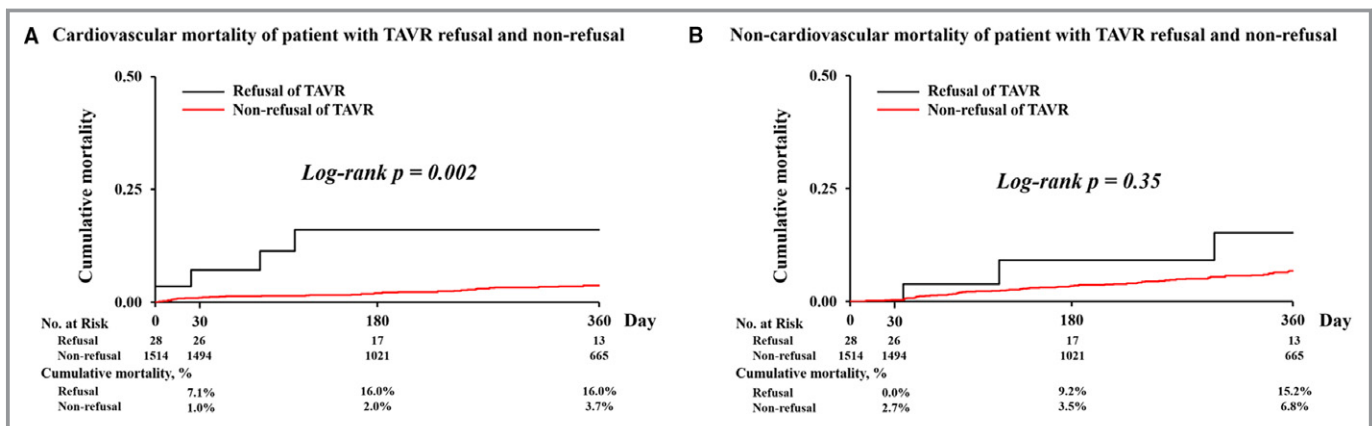 A Cardiovascular mortality of patient with TAVR refusal and non-refusal
0.50
Refusal of TAVR
Non-refusal of TAVR
Cumulative mortality
Log-rank p = 0.002
0.25
0.00
0 30 180 360 Day
No. at Risk
Refusal 28 26 17 13
Non-refusal 1514 1494 1021 665
Cumulative mortality, %
Refusal 7.1% 16.0% 16.0%
Non-refusal 1.0% 2.0% 3.7%
B Non-cardiovascular mortality of patient with TAVR refusal and non-refusal
0.50
Refusal of TAVR
Non-refusal of TAVR
Cumulative mortality
Log-rank p = 0.35
0.25
0.00
0 30 180 360 Day
No. at Risk
Refusal 28 26 17 13
Non-refusal 1514 1494 1021 665
Cumulative mortality, %
Refusal 0.0% 9.2% 15.2%
Non-refusal 2.7% 3.5% 6.8%